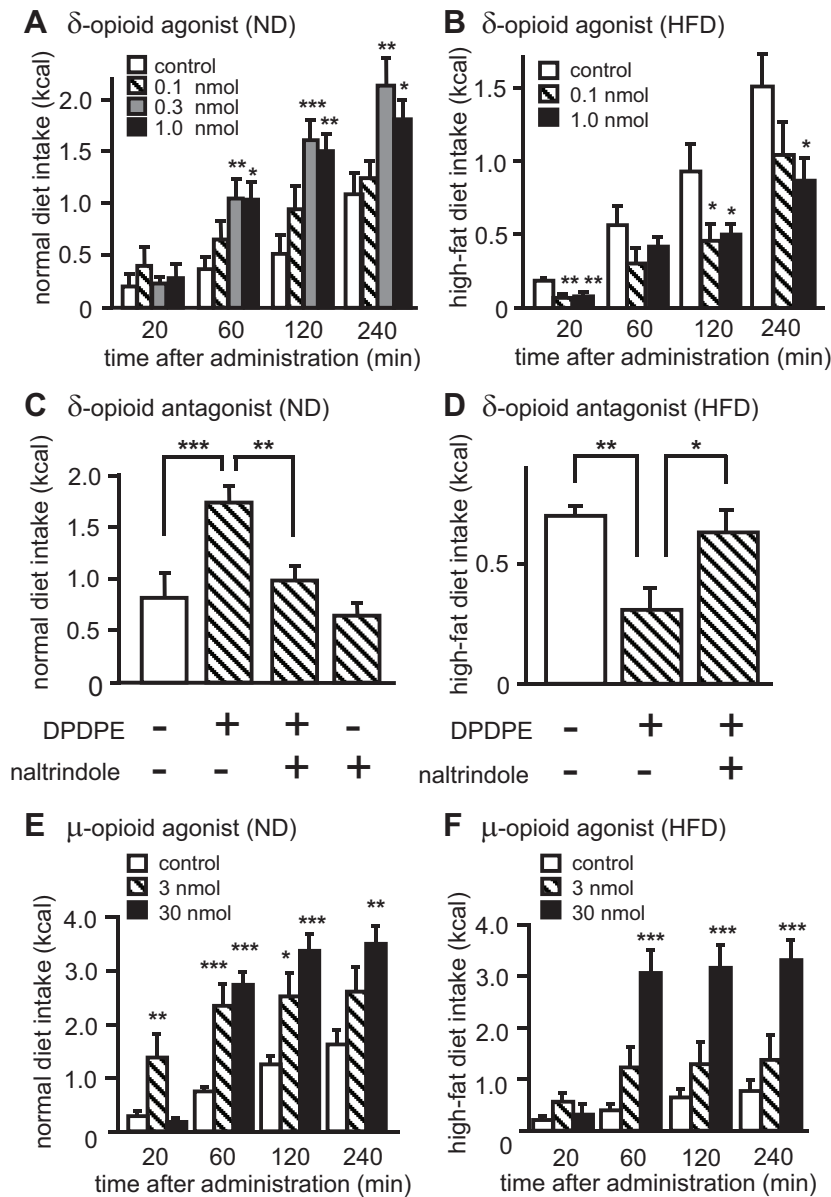 A δ-opioid agonist (ND)
normal diet intake (kcal)
control
0.1 nmol
0.3 nmol
1.0 nmol
2.0
1.5
1.0
0.5
0
** * *** ** ** *
20 60 120 240
time after administration (min)
B δ-opioid agonist (HFD)
high-fat diet intake (kcal)
control
0.1 nmol
1.0 nmol
1.5
1.0
0.5
0
** ** * * *
20 60 120 240
time after administration (min)
C δ-opioid antagonist (ND)
normal diet intake (kcal)
*** **
2.0
1.5
1.0
0.5
0
DPDPE - + + -
naltrindole - - + +
D δ-opioid antagonist (HFD)
high-fat diet intake (kcal)
** *
0.5
0
DPDPE - + +
naltrindole - - +
E μ-opioid agonist (ND)
normal diet intake (kcal)
control
3 nmol
30 nmol
4.0
3.0
2.0
1.0
0
** *** *** * *** **
20 60 120 240
time after administration (min)
F μ-opioid agonist (HFD)
high-fat diet intake (kcal)
control
3 nmol
30 nmol
4.0
3.0
2.0
1.0
0
*** *** ***
20 60 120 240
time after administration (min)